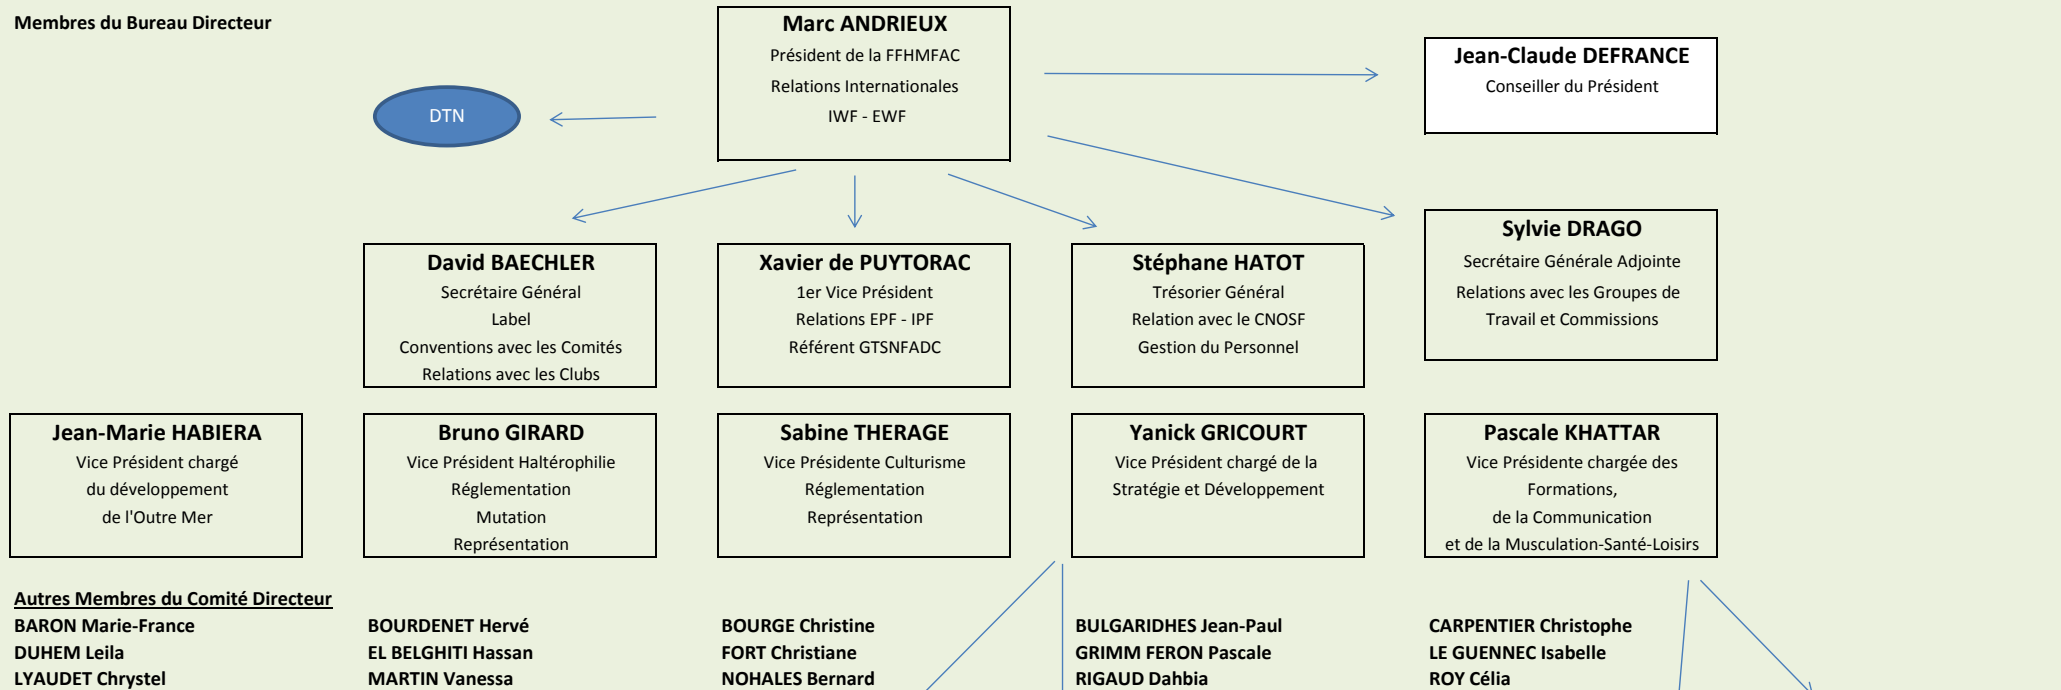 Membres du Bureau Directeur
Marc ANDRIEUX
Président de la FFHMFAC
Relations Internationales
IWF - EWF
Jean-Claude DEFRANCE
Conseiller du Président
DTN
David BAECHLER
Secrétaire Général
Label
Conventions avec les Comités
Relations avec les Clubs
Xavier de PUYTORAC
1er Vice Président
Relations EPF - IPF
Référent GTSNFADC
Stéphane HATOT
Trésorier Général
Relation avec le CNOSF
Gestion du Personnel
Sylvie DRAGO
Secrétaire Générale Adjointe
Relations avec les Groupes de
Travail et Commissions
Jean-Marie HABIERA
Vice Président chargé
du développement
de l'Outre Mer
Bruno GIRARD
Vice Président Haltérophilie
Réglementation
Mutation
Représentation
Sabine THERAGE
Vice Présidente Culturisme
Réglementation
Représentation
Yanick GRICOURT
Vice Président chargé de la
Stratégie et Développement
Pascale KHATTAR
Vice Présidente chargée des
Formations,
de la Communication
et de la Musculation-Santé-Loisirs
Autres Membres du Comité Directeur
BARON Marie-France
BOURDENET Hervé
BOURGE Christine
BULGARIDHES Jean-Paul
CARPENTIER Christophe
DUHEM Leila
EL BELGHITI Hassan
FORT Christiane
GRIMM FERON Pascale
LE GUENNEC Isabelle
LYAUDET Chrystel
MARTIN Vanessa
NOHALES Bernard
RIGAUD Dahbia
ROY Célia